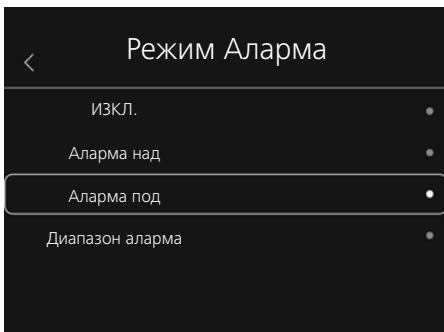 Режим Аларма
ИЗКЛ.
Аларма над
Аларма под
Диапазон аларма